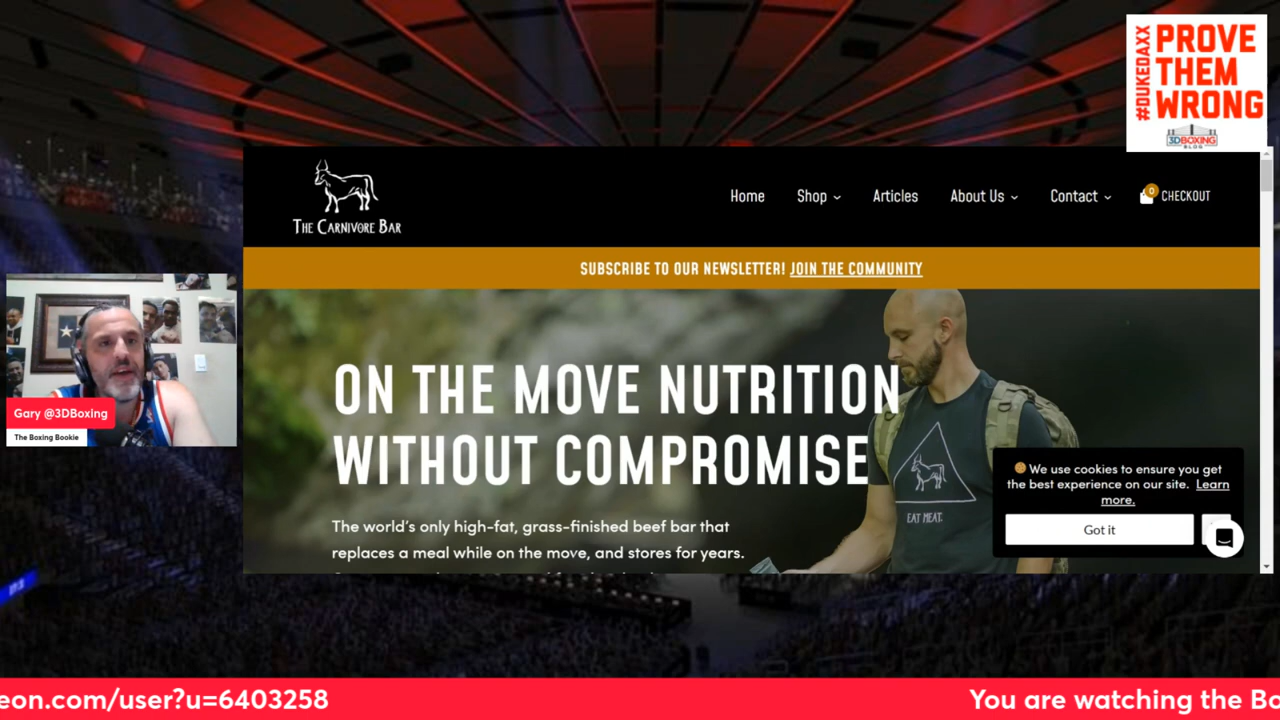 #DUKEDAXX
PROVE
THEM
WRONG
3DBOXING
BLOG
THE CARNIVORE BAR
Home
Shop
Articles
About Us
Contact
0
CHECKOUT
SUBSCRIBE TO OUR NEWSLETTER! JOIN THE COMMUNITY
ON THE MOVE NUTRITION
WITHOUT COMPROMISE
The world's only high-fat, grass-finished beef bar that
replaces a meal while on the move, and stores for years.
EAT MEAT.
We use cookies to ensure you get
the best experience on our site. Learn
more.
Got it
Gary @3DBoxing
The Boxing Bookie
eon.com/user?u=6403258
You are watching the Bo